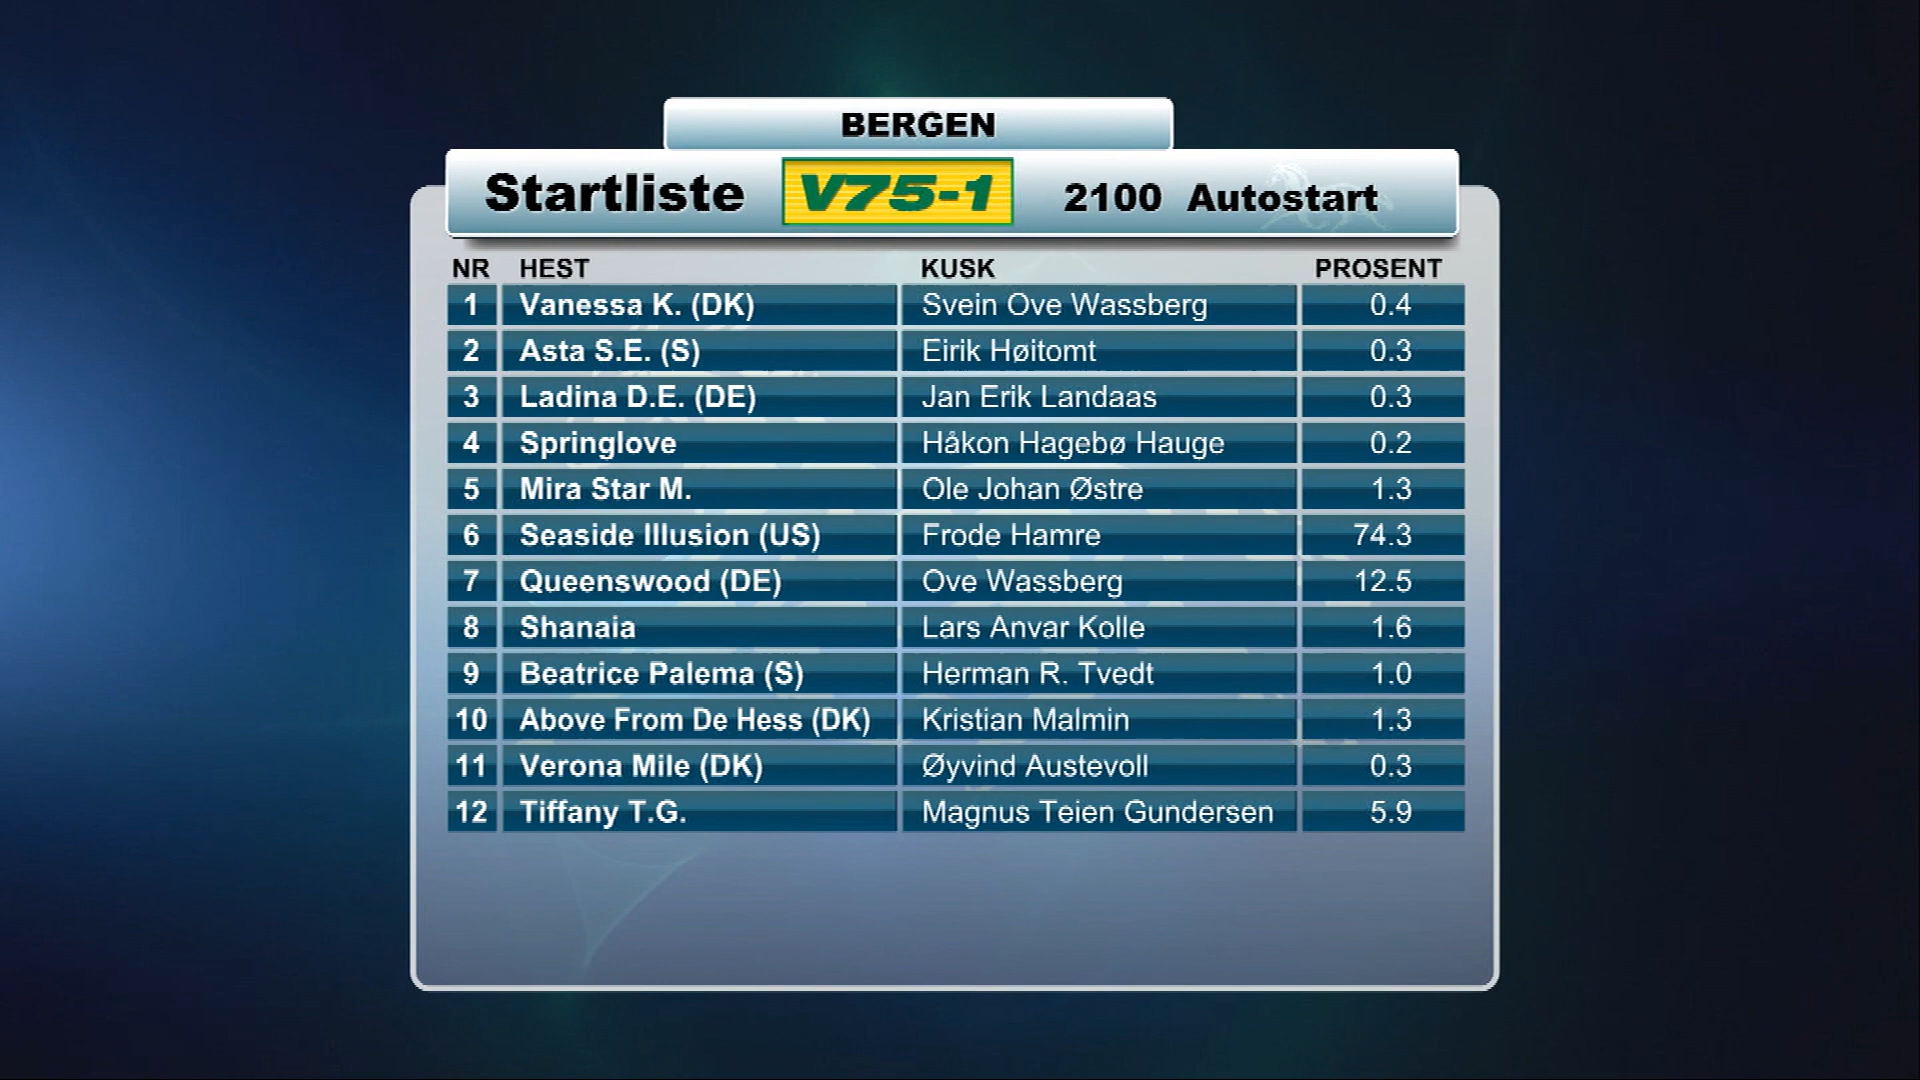 BERGEN
Startliste V75-1 2100 Autostart
NR HEST KUSK PROSENT
1 Vanessa K. (DK) Svein Ove Wassberg 0.4
2 Asta S.E. (S) Eirik Høitomt 0.3
3 Ladina D.E. (DE) Jan Erik Landaas 0.3
4 Springlove Håkon Hagebø Hauge 0.2
5 Mira Star M. Ole Johan Østre 1.3
6 Seaside Illusion (US) Frode Hamre 74.3
7 Queenswood (DE) Ove Wassberg 12.5
8 Shanaia Lars Anvar Kolle 1.6
9 Beatrice Palema (S) Herman R. Tvedt 1.0
10 Above From De Hess (DK) Kristian Malmin 1.3
11 Verona Mile (DK) Øyvind Austevoll 0.3
12 Tiffany T.G. Magnus Teien Gundersen 5.9